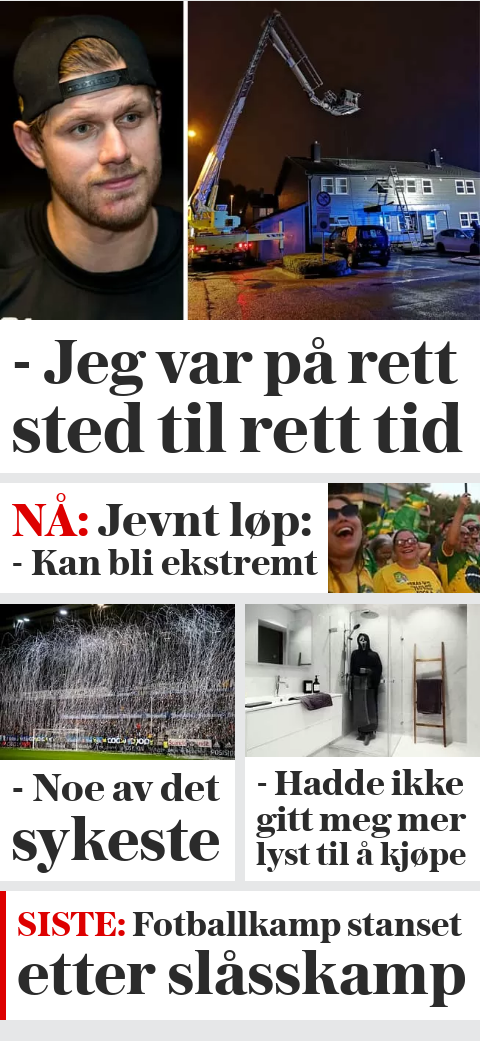 - Jeg var på rett
sted til rett tid
NÅ: Jevnt løp:
- Kan bli ekstremt
- Noe av det
sykeste
- Hadde ikke
gitt meg mer
lyst til å kjøpe
SISTE: Fotballkamp stanset
etter slåsskamp